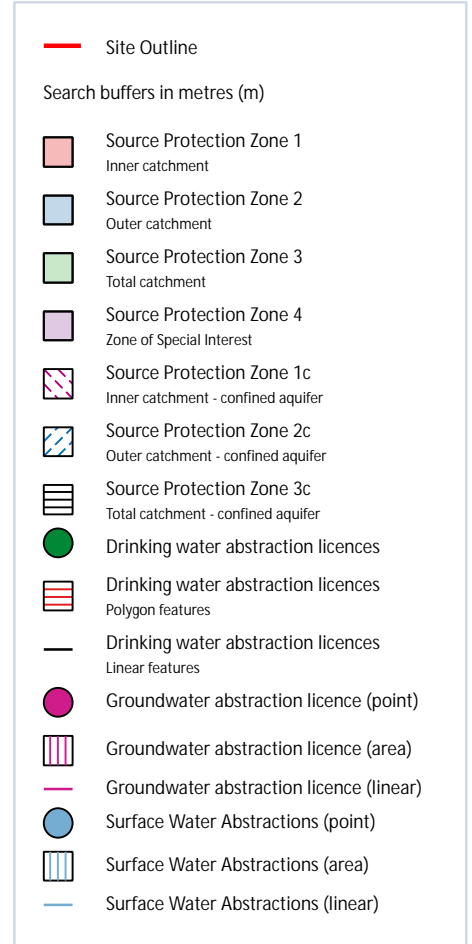 Site Outline
Search buffers in metres (m)
Source Protection Zone 1
Inner catchment
Source Protection Zone 2
Outer catchment
Source Protection Zone 3
Total catchment
Source Protection Zone 4
Zone of Special Interest
Source Protection Zone 1c
Inner catchment - confined aquifer
Source Protection Zone 2c
Outer catchment - confined aquifer
Source Protection Zone 3c
Total catchment - confined aquifer
Drinking water abstraction licences
Drinking water abstraction licences
Polygon features
Drinking water abstraction licences
Linear features
Groundwater abstraction licence (point)
Groundwater abstraction licence (area)
Groundwater abstraction licence (linear)
Surface Water Abstractions (point)
Surface Water Abstractions (area)
Surface Water Abstractions (linear)